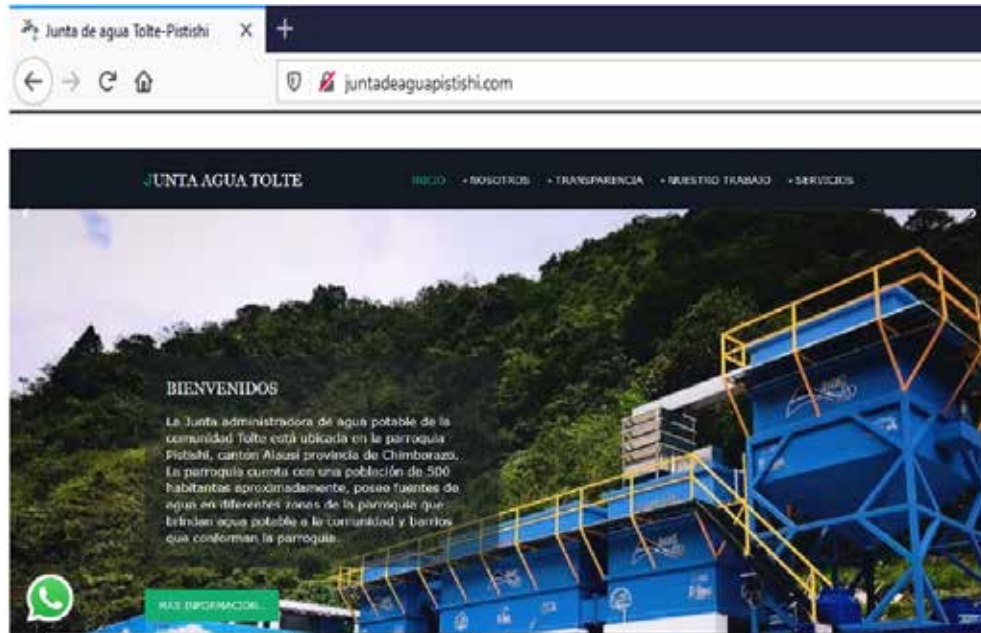 Junta de agua Tolte-Pistishi
juntadeaguapistishi.com
JUNTA AGUA TOLTE
INICIO + NOSOTROS + TRANSPARENCIA + NUESTRO TRABAJO + SERVICIOS
BIENVENIDOS
La Junta administradora de agua potable de la
comunidad Tolte está ubicada en la parroquia
Pistishi, cantón Alausí provincia de Chimborazo.
La parroquia cuenta con una población de 500
habitantes aproximadamente, posee fuentes de
agua en diferentes zonas de la parroquia que
brindan agua potable a la comunidad y barrios
que conforman la parroquia.
MÁS INFORMACIÓN...